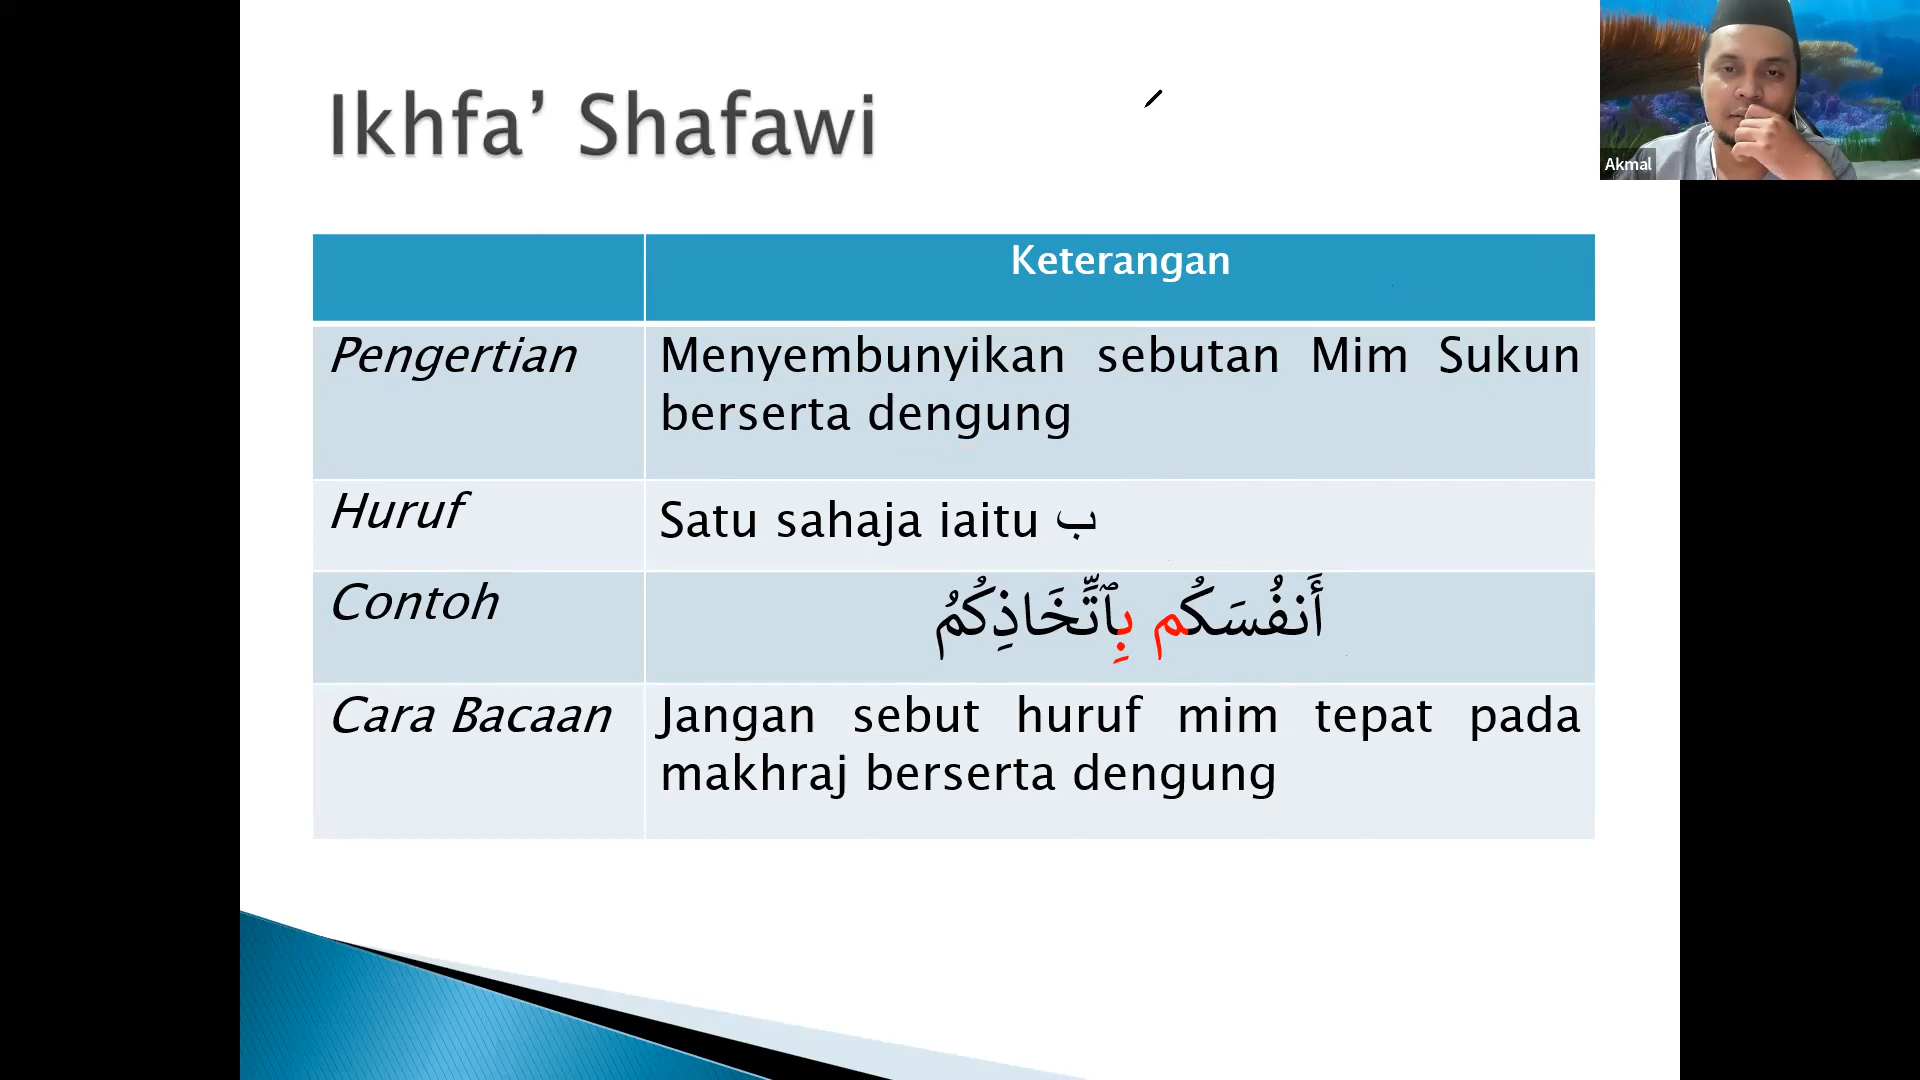 Ikhfa’ Shafawi
Akmal
Keterangan
Pengertian
Menyembunyikan sebutan Mim Sukun
berserta dengung
Huruf
Satu sahaja iaitu ب
Contoh
أَنفُسَكُم بِٱتِّخَاذِكُمُ
Cara Bacaan
Jangan sebut huruf mim tepat pada
makhraj berserta dengung